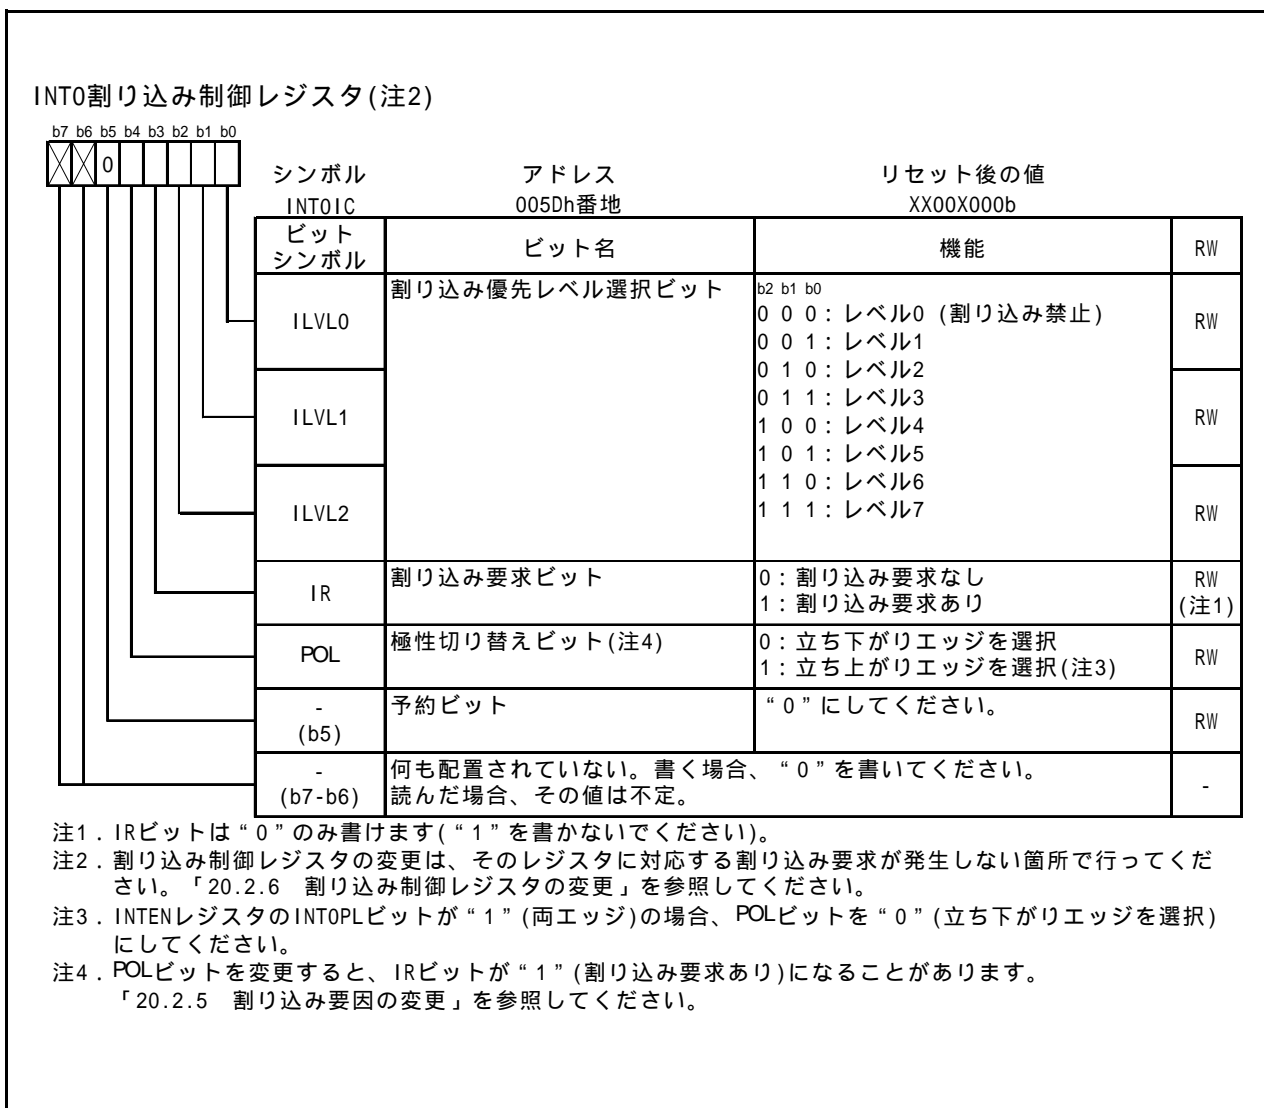 INT0割り込み制御レジスタ(注2)
b7 b6 b5 b4 b3 b2 b1 b0
0
シンボル アドレス リセット後の値
INT0IC 005Dh番地 XX00X000b
ビット
シンボル ビット名 機能 RW
ILVL0 割り込み優先レベル選択ビット b2 b1 b0
0 0 0：レベル0 (割り込み禁止) RW
0 0 1：レベル1
0 1 0：レベル2
ILVL1 0 1 1：レベル3 RW
1 0 0：レベル4
1 0 1：レベル5
1 1 0：レベル6
ILVL2 1 1 1：レベル7 RW
IR 割り込み要求ビット 0：割り込み要求なし RW
1：割り込み要求あり (注1)
POL 極性切り替えビット(注4) 0：立ち下がりエッジを選択 RW
1：立ち上がりエッジを選択(注3)
-
(b5) 予約ビット “0”にしてください。 RW
-
(b7-b6) 何も配置されていない。書く場合、“0”を書いてください。 -
読んだ場合、その値は不定。
注1．IRビットは“0”のみ書けます(“1”を書かないでください)。
注2．割り込み制御レジスタの変更は、そのレジスタに対応する割り込み要求が発生しない箇所で行ってくだ
さい。「20.2.6 割り込み制御レジスタの変更」を参照してください。
注3．INTENレジスタのINT0PLビットが“1”(両エッジ)の場合、POLビットを“0”(立ち下がりエッジを選択)
にしてください。
注4．POLビットを変更すると、IRビットが“1”(割り込み要求あり)になることがあります。
「20.2.5 割り込み要因の変更」を参照してください。